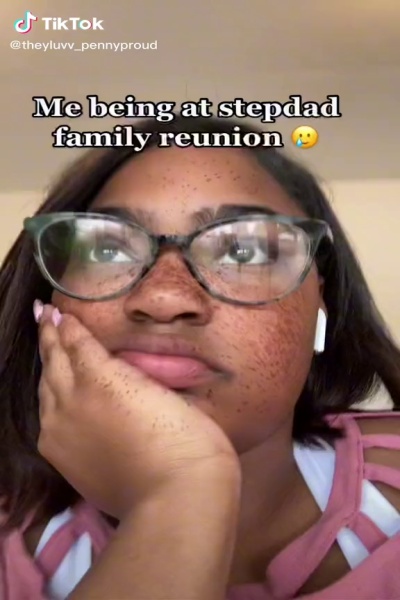 TikTok
@theyluvv_pennyproud
Me being at stepdad
family reunion 🥲